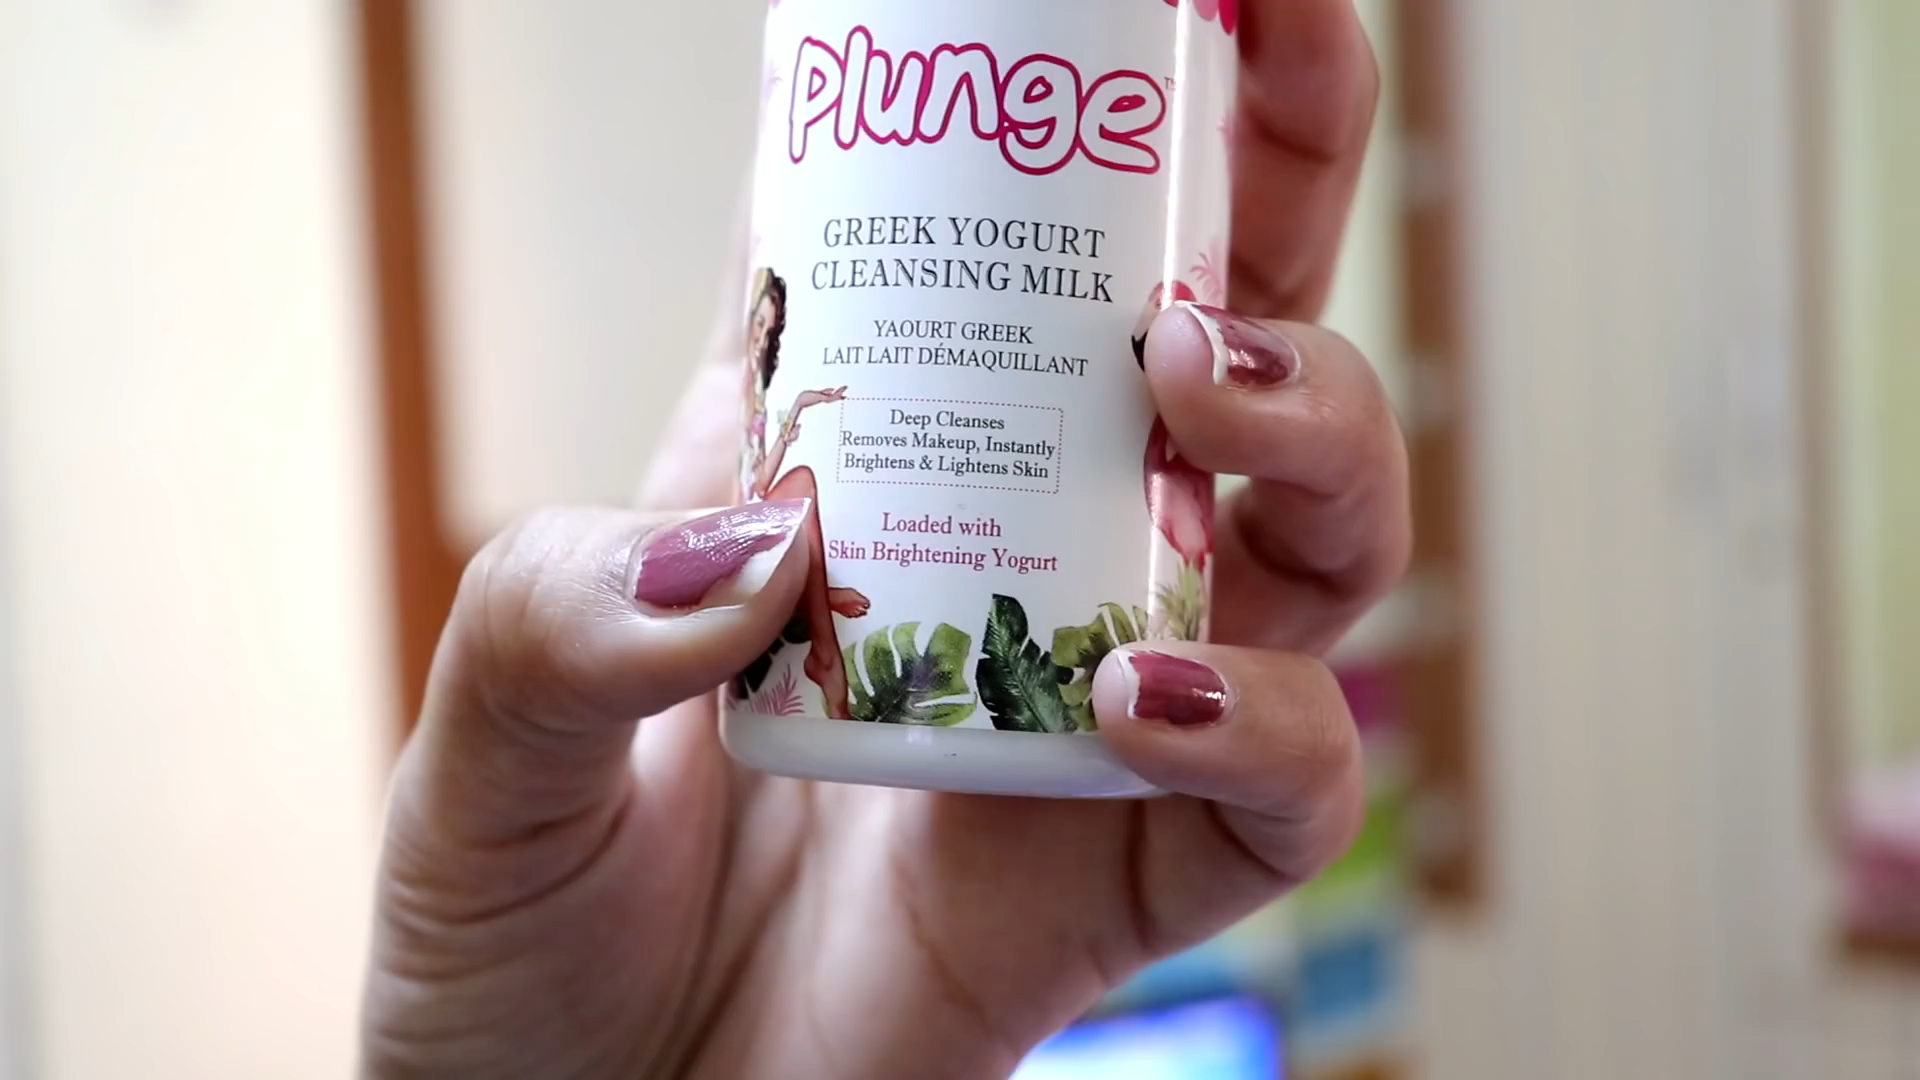 Plunge
GREEK YOGURT
CLEANSING MILK
YAOURT GREEK
LAIT LAIT DÉMAQUILLANT
Deep Cleanses
Removes Makeup, Instantly
Brightens & Lightens Skin
Loaded with
Skin Brightening Yogurt